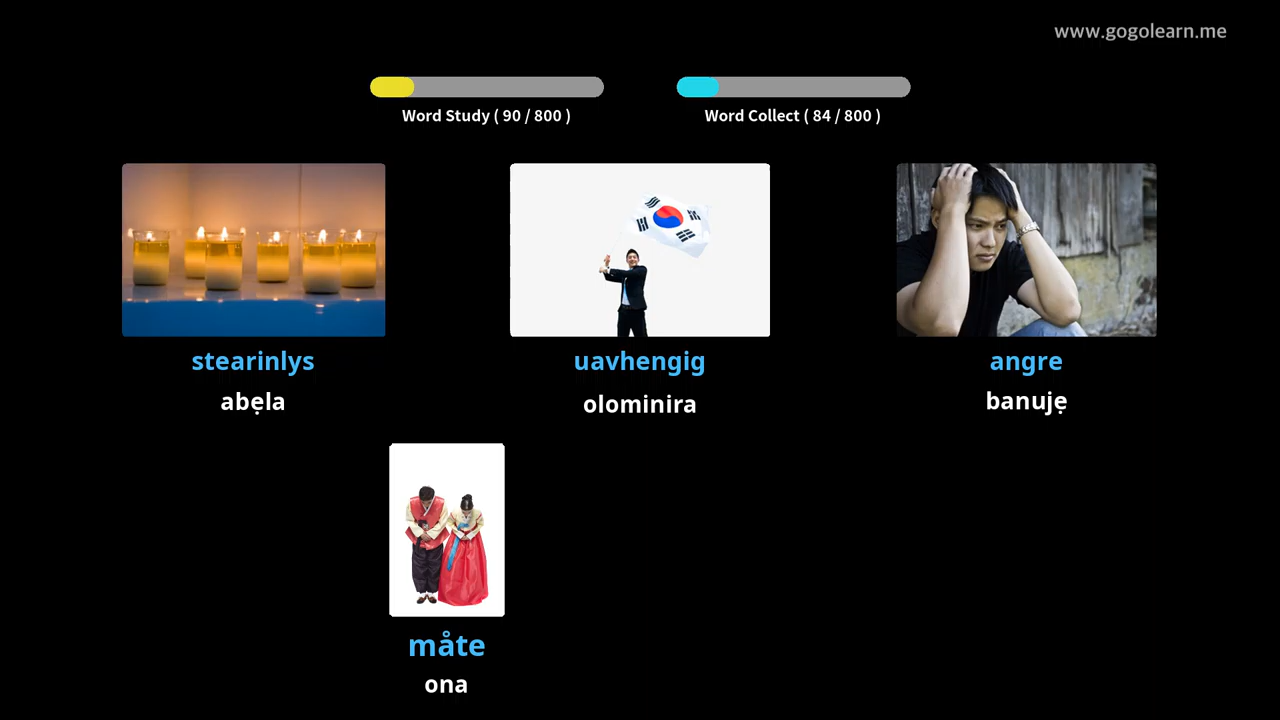 www.gogolearn.me
Word Study ( 90 / 800 )
Word Collect ( 84 / 800 )
stearinlys
uavhengig
angre
abẹla
olominira
banujẹ
måte
ona